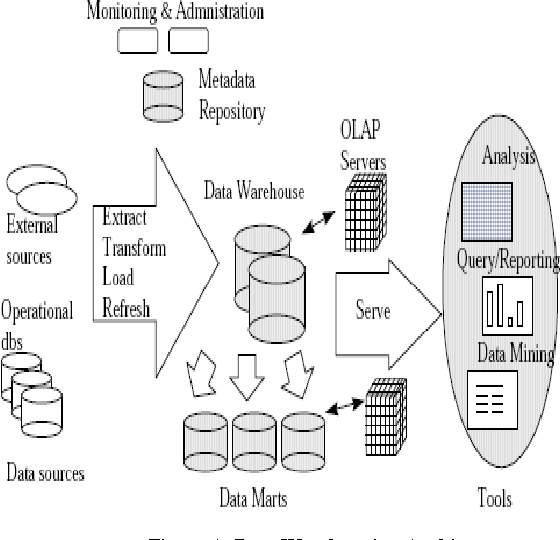 Monitoring & Admnistration
Metadata
Repository
OLAP
Servers
Analysis
Data Warehouse
External
sources
Extract
Transform
Load
Refresh
Query/Reporting
Operational
dbs
Serve
Data Mining
Data sources
Data Marts
Tools